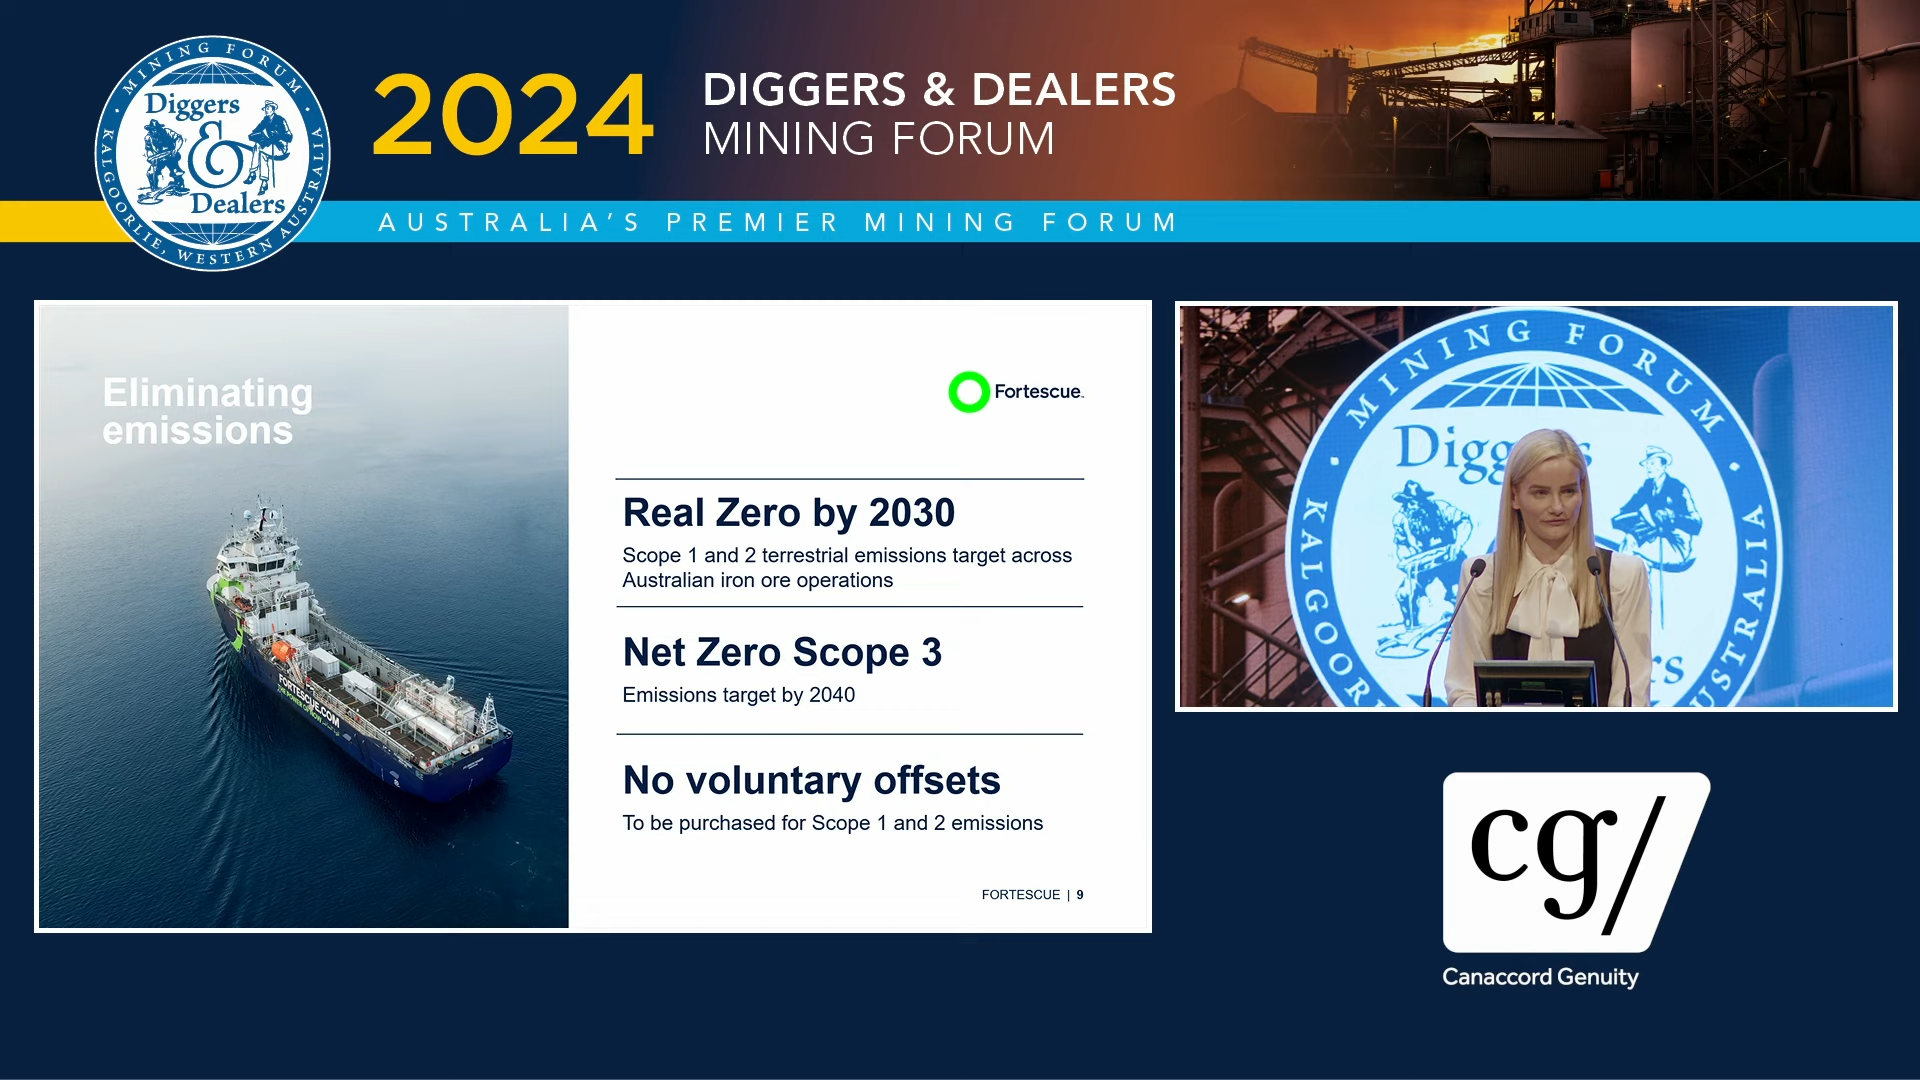 MINING FORUM
Diggers
&
Dealers
KALGOORLIE, WESTERN AUSTRALIA
2024
DIGGERS & DEALERS
MINING FORUM
AUSTRALIA'S PREMIER MINING FORUM
Eliminating
emissions
FORTESCUE.COM
Fortescue
Real Zero by 2030
Scope 1 and 2 terrestrial emissions target across
Australian iron ore operations
Net Zero Scope 3
Emissions target by 2040
No voluntary offsets
To be purchased for Scope 1 and 2 emissions
FORTESCUE | 9
MINING FORUM
Diggers
rs
KALGOOR
USTRALIA
cg/
Canaccord Genuity